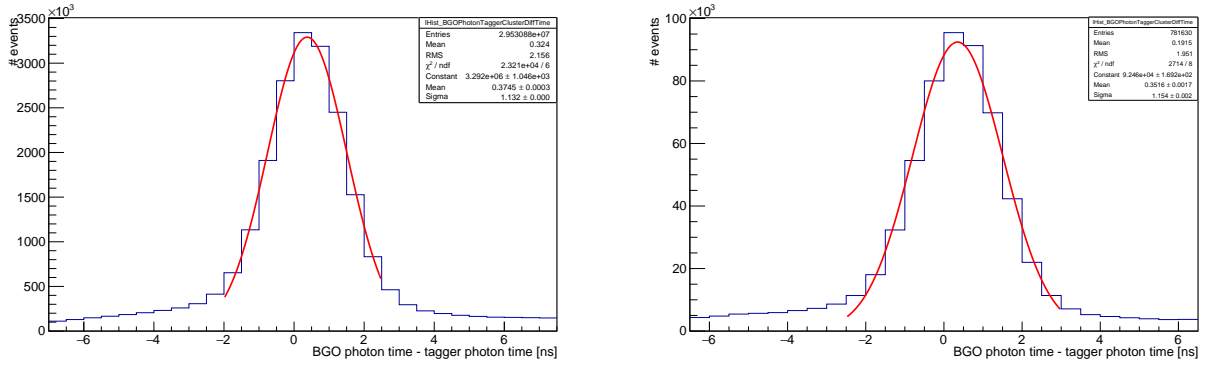 ×10³
# events
3500
3000
2500
2000
1500
1000
500
0
−6 −4 −2 0 2 4 6
BGO photon time - tagger photon time [ns]
lHist_BGOPhotonTaggerClusterDiffTime
Entries 2.953088e+07
Mean 0.324
RMS 2.156
χ² / ndf 2.321e+04 / 6
Constant 3.292e+06 ± 1.046e+03
Mean 0.3745 ± 0.0003
Sigma 1.132 ± 0.000
×10³
# events
100
80
60
40
20
0
−6 −4 −2 0 2 4 6
BGO photon time - tagger photon time [ns]
lHist_BGOPhotonTaggerClusterDiffTime
Entries 781630
Mean 0.1915
RMS 1.951
χ² / ndf 2714 / 8
Constant 9.246e+04 ± 1.692e+02
Mean 0.3516 ± 0.0017
Sigma 1.154 ± 0.002